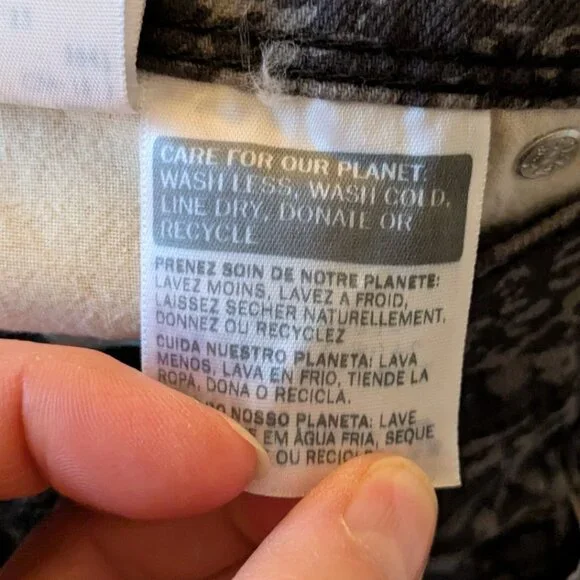 CARE FOR OUR PLANET:
WASH LESS, WASH COLD,
LINE DRY, DONATE OR
RECYCLE
PRENEZ SOIN DE NOTRE PLANETE:
LAVEZ MOINS, LAVEZ A FROID,
LAISSEZ SECHER NATURELLEMENT,
DONNEZ OU RECYCLEZ
CUIDA NUESTRO PLANETA: LAVA
MENOS, LAVA EN FRIO, TIENDE LA
ROPA, DONA O RECICLA.
NOSSO PLANETA: LAVE
EM ÀGUA FRIA, SEQUE
OU